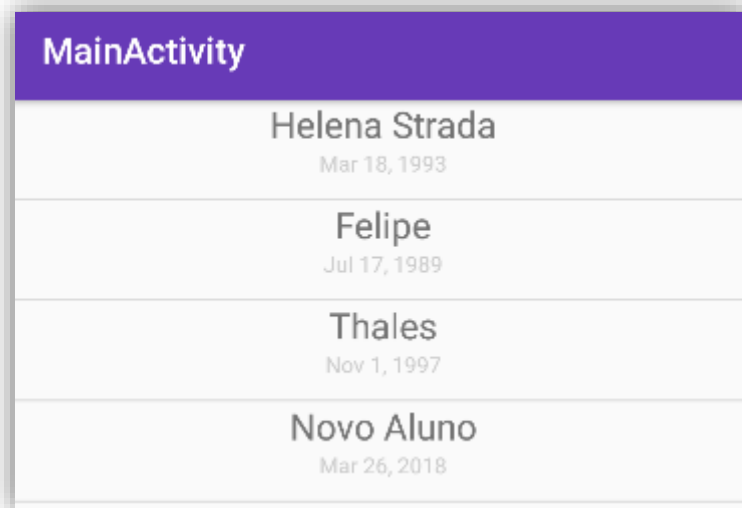 MainActivity
Helena Strada
Mar 18, 1993
Felipe
Jul 17, 1989
Thales
Nov 1, 1997
Novo Aluno
Mar 26, 2018